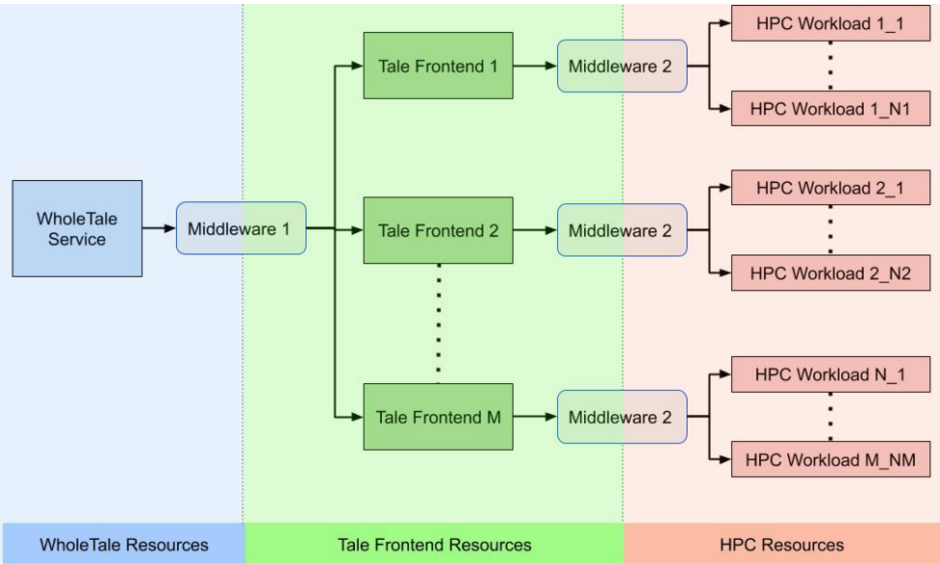 WholeTale
Service
Middleware 1
Tale Frontend 1
Middleware 2
HPC Workload 1_1
HPC Workload 1_N1
Tale Frontend 2
Middleware 2
HPC Workload 2_1
HPC Workload 2_N2
Tale Frontend M
Middleware 2
HPC Workload N_1
HPC Workload M_NM
WholeTale Resources
Tale Frontend Resources
HPC Resources